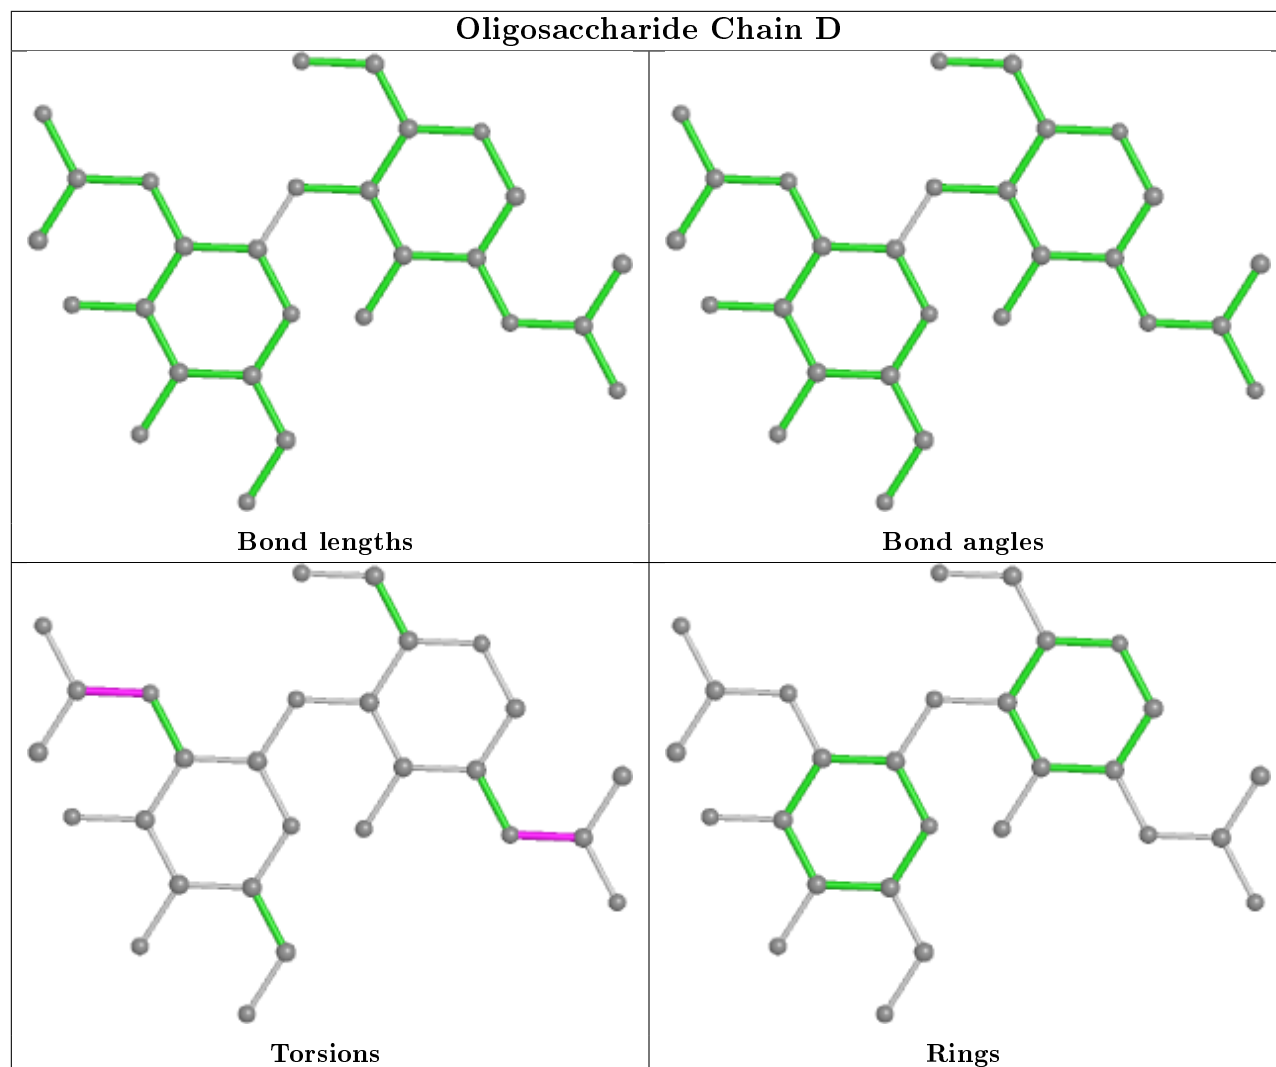 Oligosaccharide Chain D
Bond lengths
Bond angles
Torsions
Rings